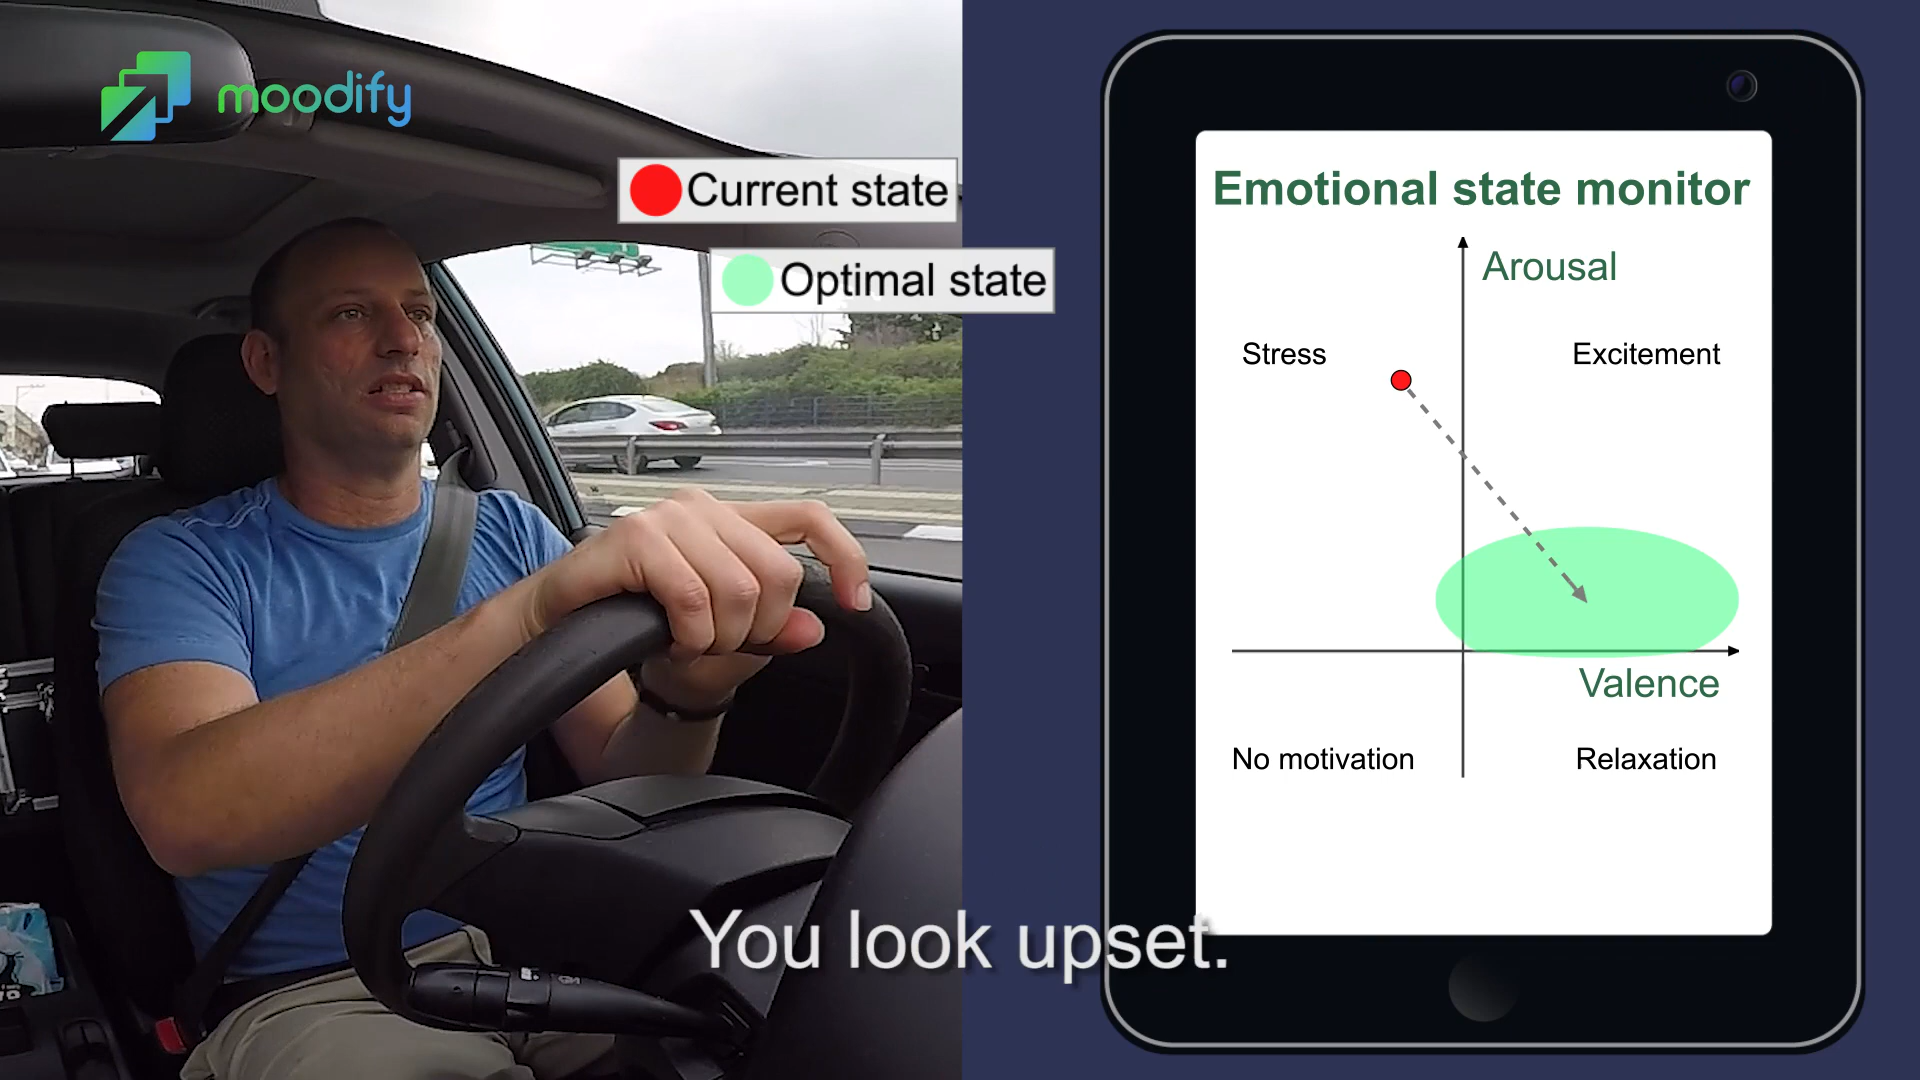 moodify
Current state
Optimal state
Emotional state monitor
Arousal
Stress
Excitement
Valence
No motivation
Relaxation
You look upset.